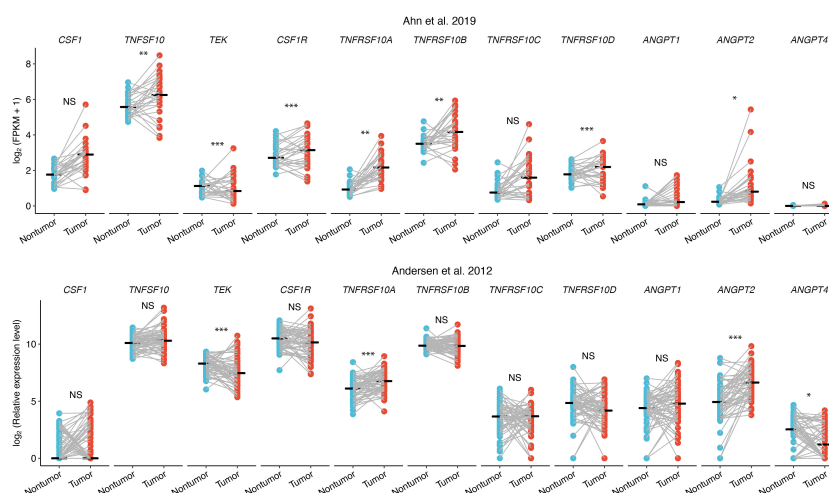 Ahn et al. 2019
CSF1 TNFSF10 TEK CSF1R TNFRSF10A TNFRSF10B TNFRSF10C TNFRSF10D ANGPT1 ANGPT2 ANGPT4
log₂ (FPKM + 1)
8
6
4
2
0
NS ** *** *** ** ** NS *** NS * NS
Nontumor Tumor Nontumor Tumor Nontumor Tumor Nontumor Tumor Nontumor Tumor Nontumor Tumor Nontumor Tumor Nontumor Tumor Nontumor Tumor Nontumor Tumor Nontumor Tumor
Andersen et al. 2012
CSF1 TNFSF10 TEK CSF1R TNFRSF10A TNFRSF10B TNFRSF10C TNFRSF10D ANGPT1 ANGPT2 ANGPT4
log₂ (Relative expression level)
10
5
0
NS NS *** NS *** NS NS NS NS *** *
Nontumor Tumor Nontumor Tumor Nontumor Tumor Nontumor Tumor Nontumor Tumor Nontumor Tumor Nontumor Tumor Nontumor Tumor Nontumor Tumor Nontumor Tumor Nontumor Tumor